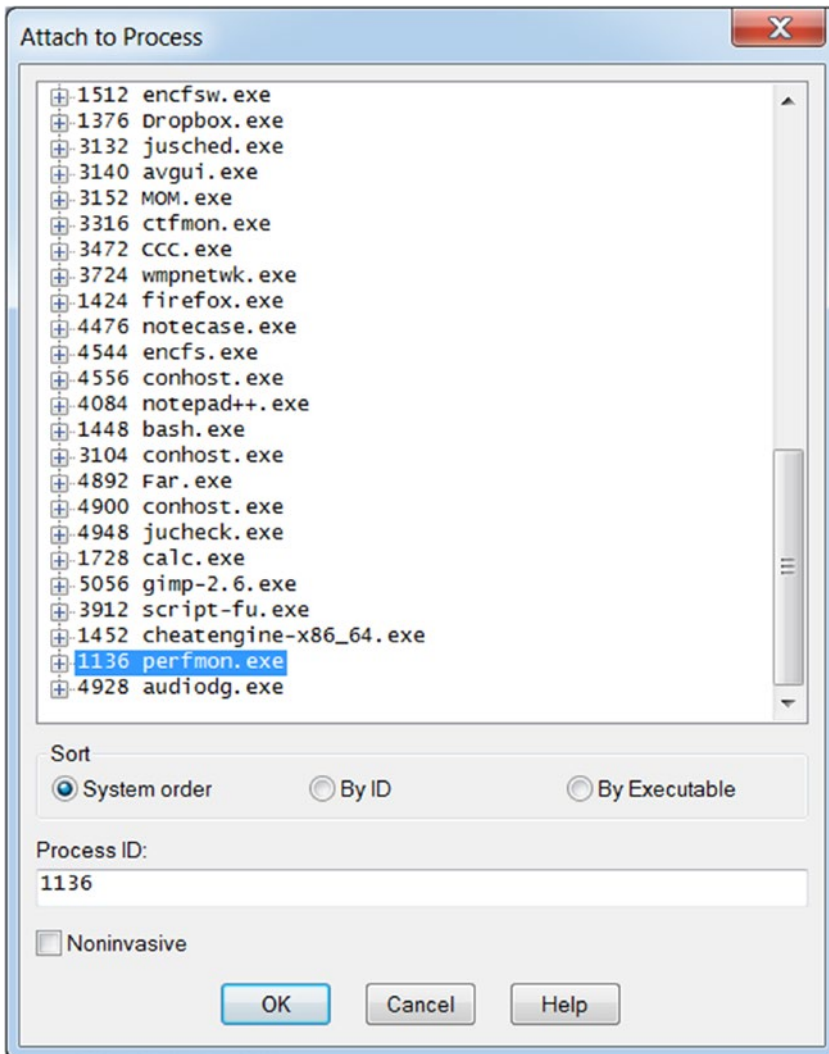 Attach to Process
1512 encfsw.exe
1376 Dropbox.exe
3132 jusched.exe
3140 avgui.exe
3152 MOM.exe
3316 ctfmon.exe
3472 CCC.exe
3724 wmpnetwk.exe
1424 firefox.exe
4476 notecase.exe
4544 encfs.exe
4556 conhost.exe
4084 notepad++.exe
1448 bash.exe
3104 conhost.exe
4892 Far.exe
4900 conhost.exe
4948 jucheck.exe
1728 calc.exe
5056 gimp-2.6.exe
3912 script-fu.exe
1452 cheatengine-x86_64.exe
1136 perfmon.exe
4928 audiodg.exe
Sort
System order By ID By Executable
Process ID:
1136
Noninvasive
OK Cancel Help